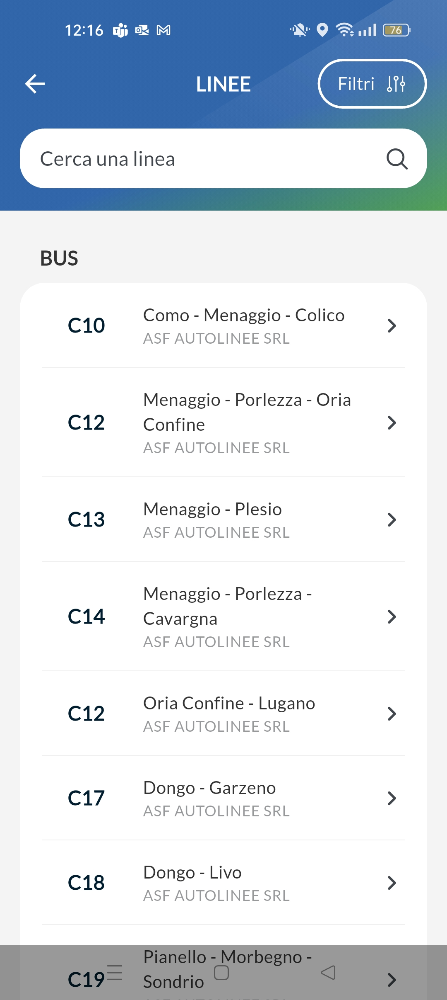 12:16
76
LINEE
Filtri
Cerca una linea
BUS
C10
Como - Menaggio - Colico
ASF AUTOLINEE SRL
C12
Menaggio - Porlezza - Oria
Confine
ASF AUTOLINEE SRL
C13
Menaggio - Plesio
ASF AUTOLINEE SRL
C14
Menaggio - Porlezza -
Cavargna
ASF AUTOLINEE SRL
C12
Oria Confine - Lugano
ASF AUTOLINEE SRL
C17
Dongo - Garzeno
ASF AUTOLINEE SRL
C18
Dongo - Livo
ASF AUTOLINEE SRL
C19
Pianello - Morbegno -
Sondrio